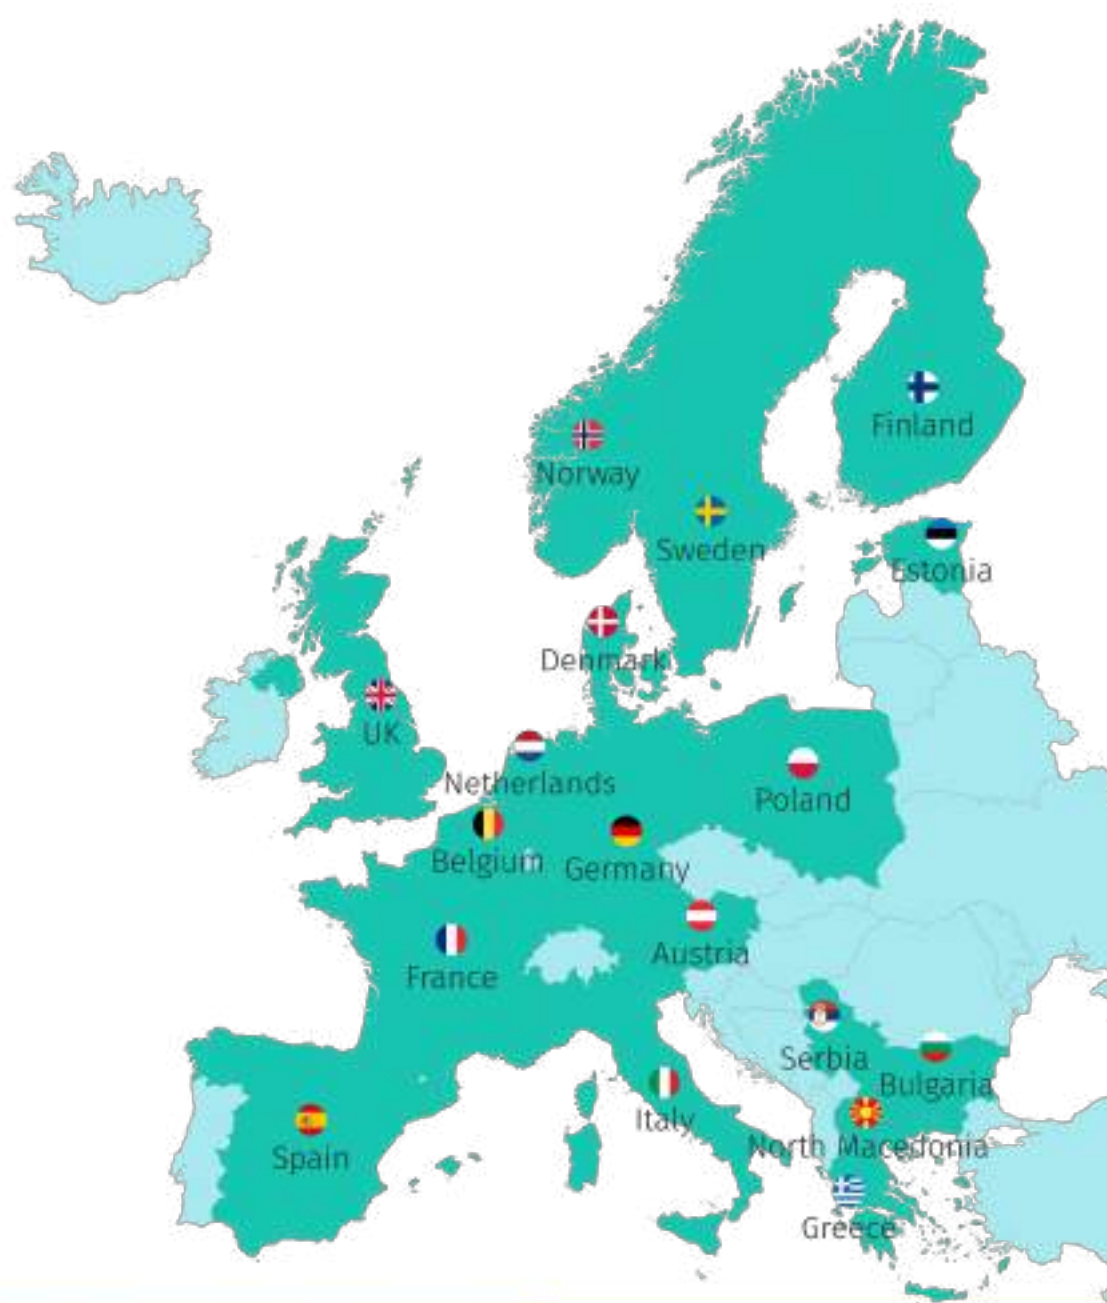 Finland
Norway
Sweden
Estonia
Denmark
UK
Netherlands
Poland
Belgium
Germany
Austria
France
Serbia
Bulgaria
Italy
North Macedonia
Spain
Greece